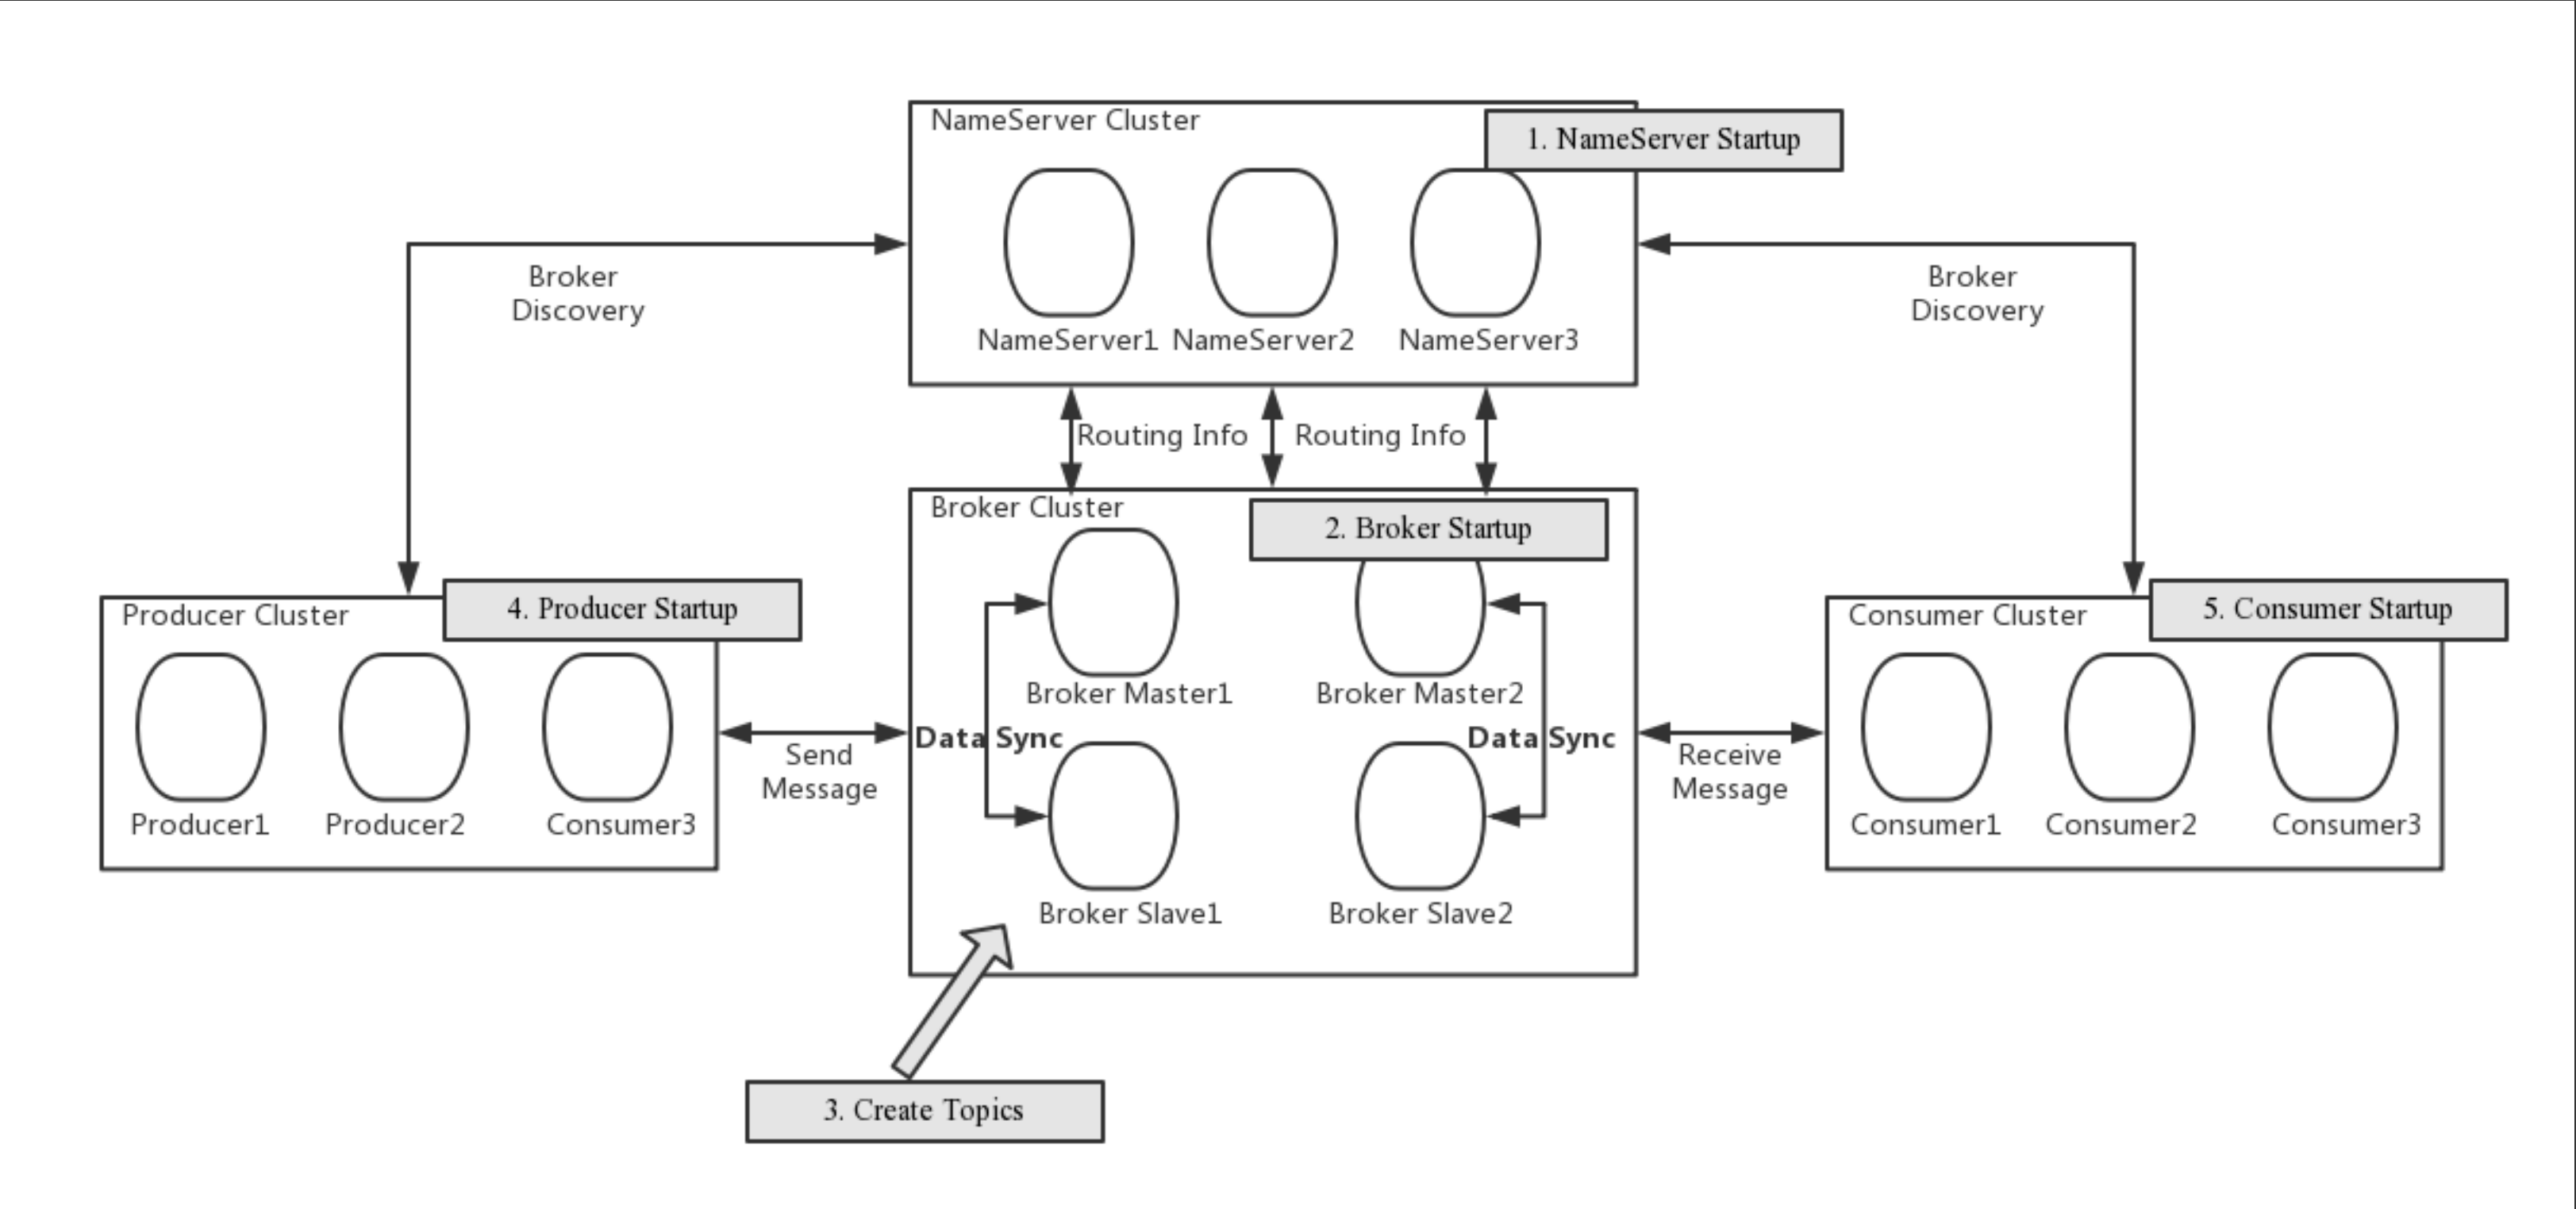 NameServer Cluster
1. NameServer Startup
NameServer1 NameServer2 NameServer3
Broker
Discovery
Broker
Discovery
Routing Info
Routing Info
Broker Cluster
2. Broker Startup
Broker Master1
Broker Master2
Data Sync
Data Sync
Broker Slave1
Broker Slave2
Producer Cluster
4. Producer Startup
Producer1
Producer2
Consumer3
Send
Message
Receive
Message
Consumer Cluster
5. Consumer Startup
Consumer1
Consumer2
Consumer3
3. Create Topics